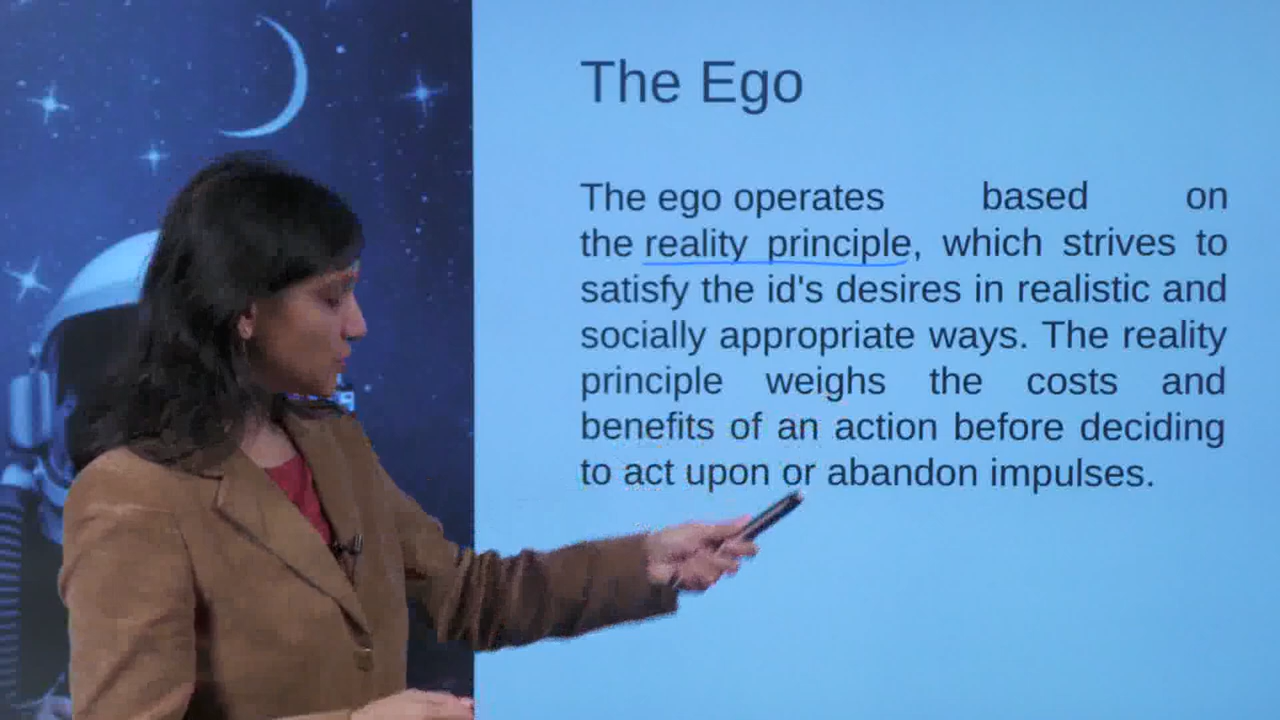 The Ego
The ego operates based on
the reality principle, which strives to
satisfy the id's desires in realistic and
socially appropriate ways. The reality
principle weighs the costs and
benefits of an action before deciding
to act upon or abandon impulses.